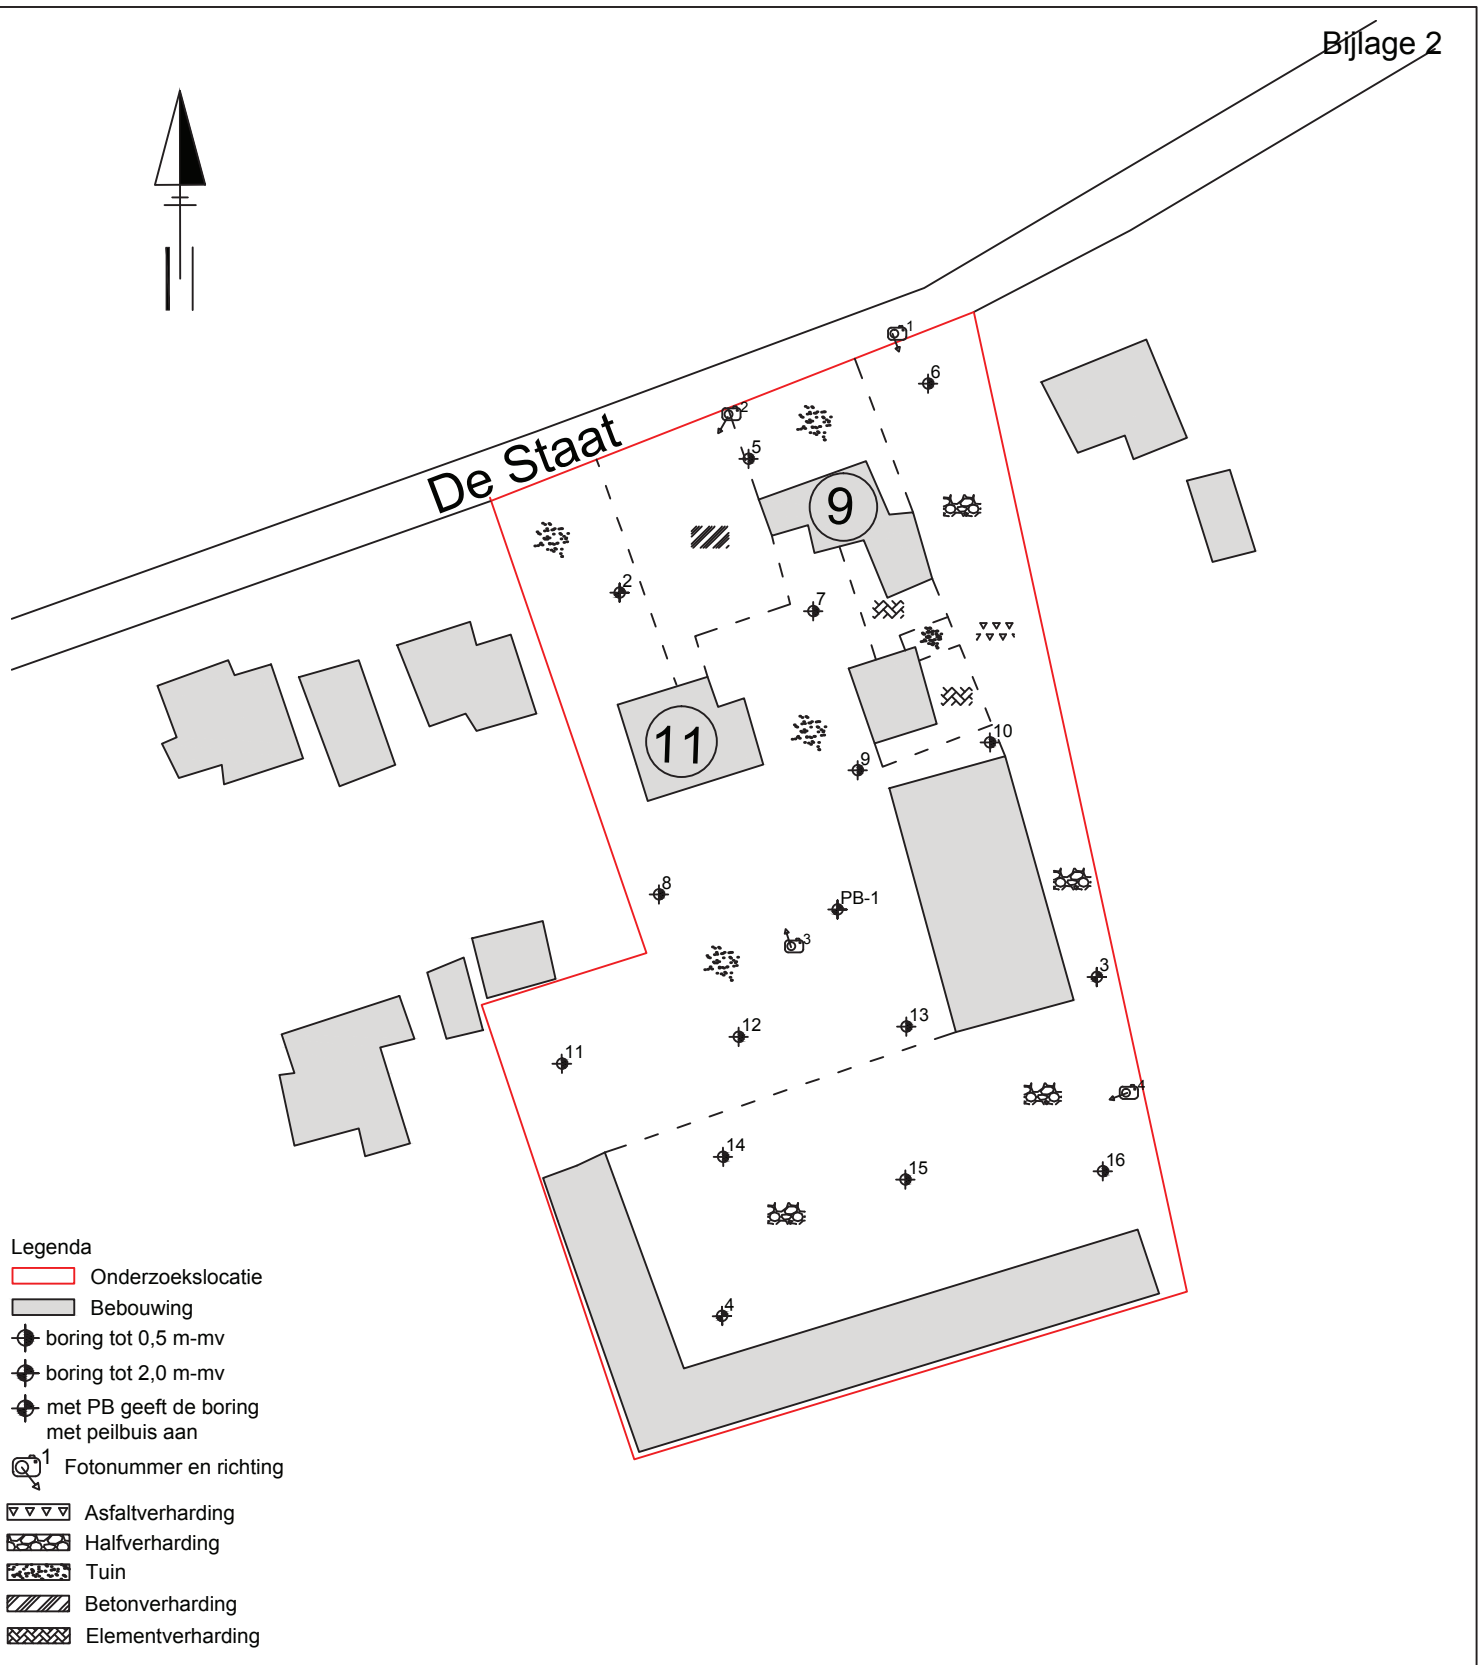 Bijlage 2
De Staat
1
6
2
5
9
2
7
10
11
9
8
PB-1
3
3
13
12
11
4
14
15
16
4
Legenda
Onderzoekslocatie
Bebouwing
boring tot 0,5 m-mv
boring tot 2,0 m-mv
met PB geeft de boring
met peilbuis aan
1
Fotonummer en richting
Asfaltverharding
Halfverharding
Tuin
Betonverharding
Elementverharding